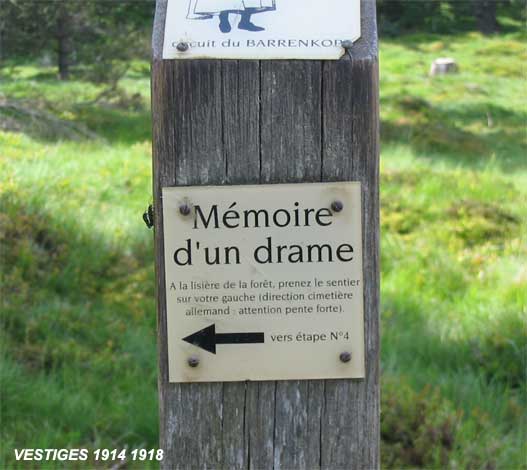 circuit du BARRENKOPF
Mémoire
d'un drame
A la lisière de la forêt, prenez le sentier
sur votre gauche (direction cimetière
allemand : attention pente forte).
vers étape N°4
VESTIGES 1914 1918